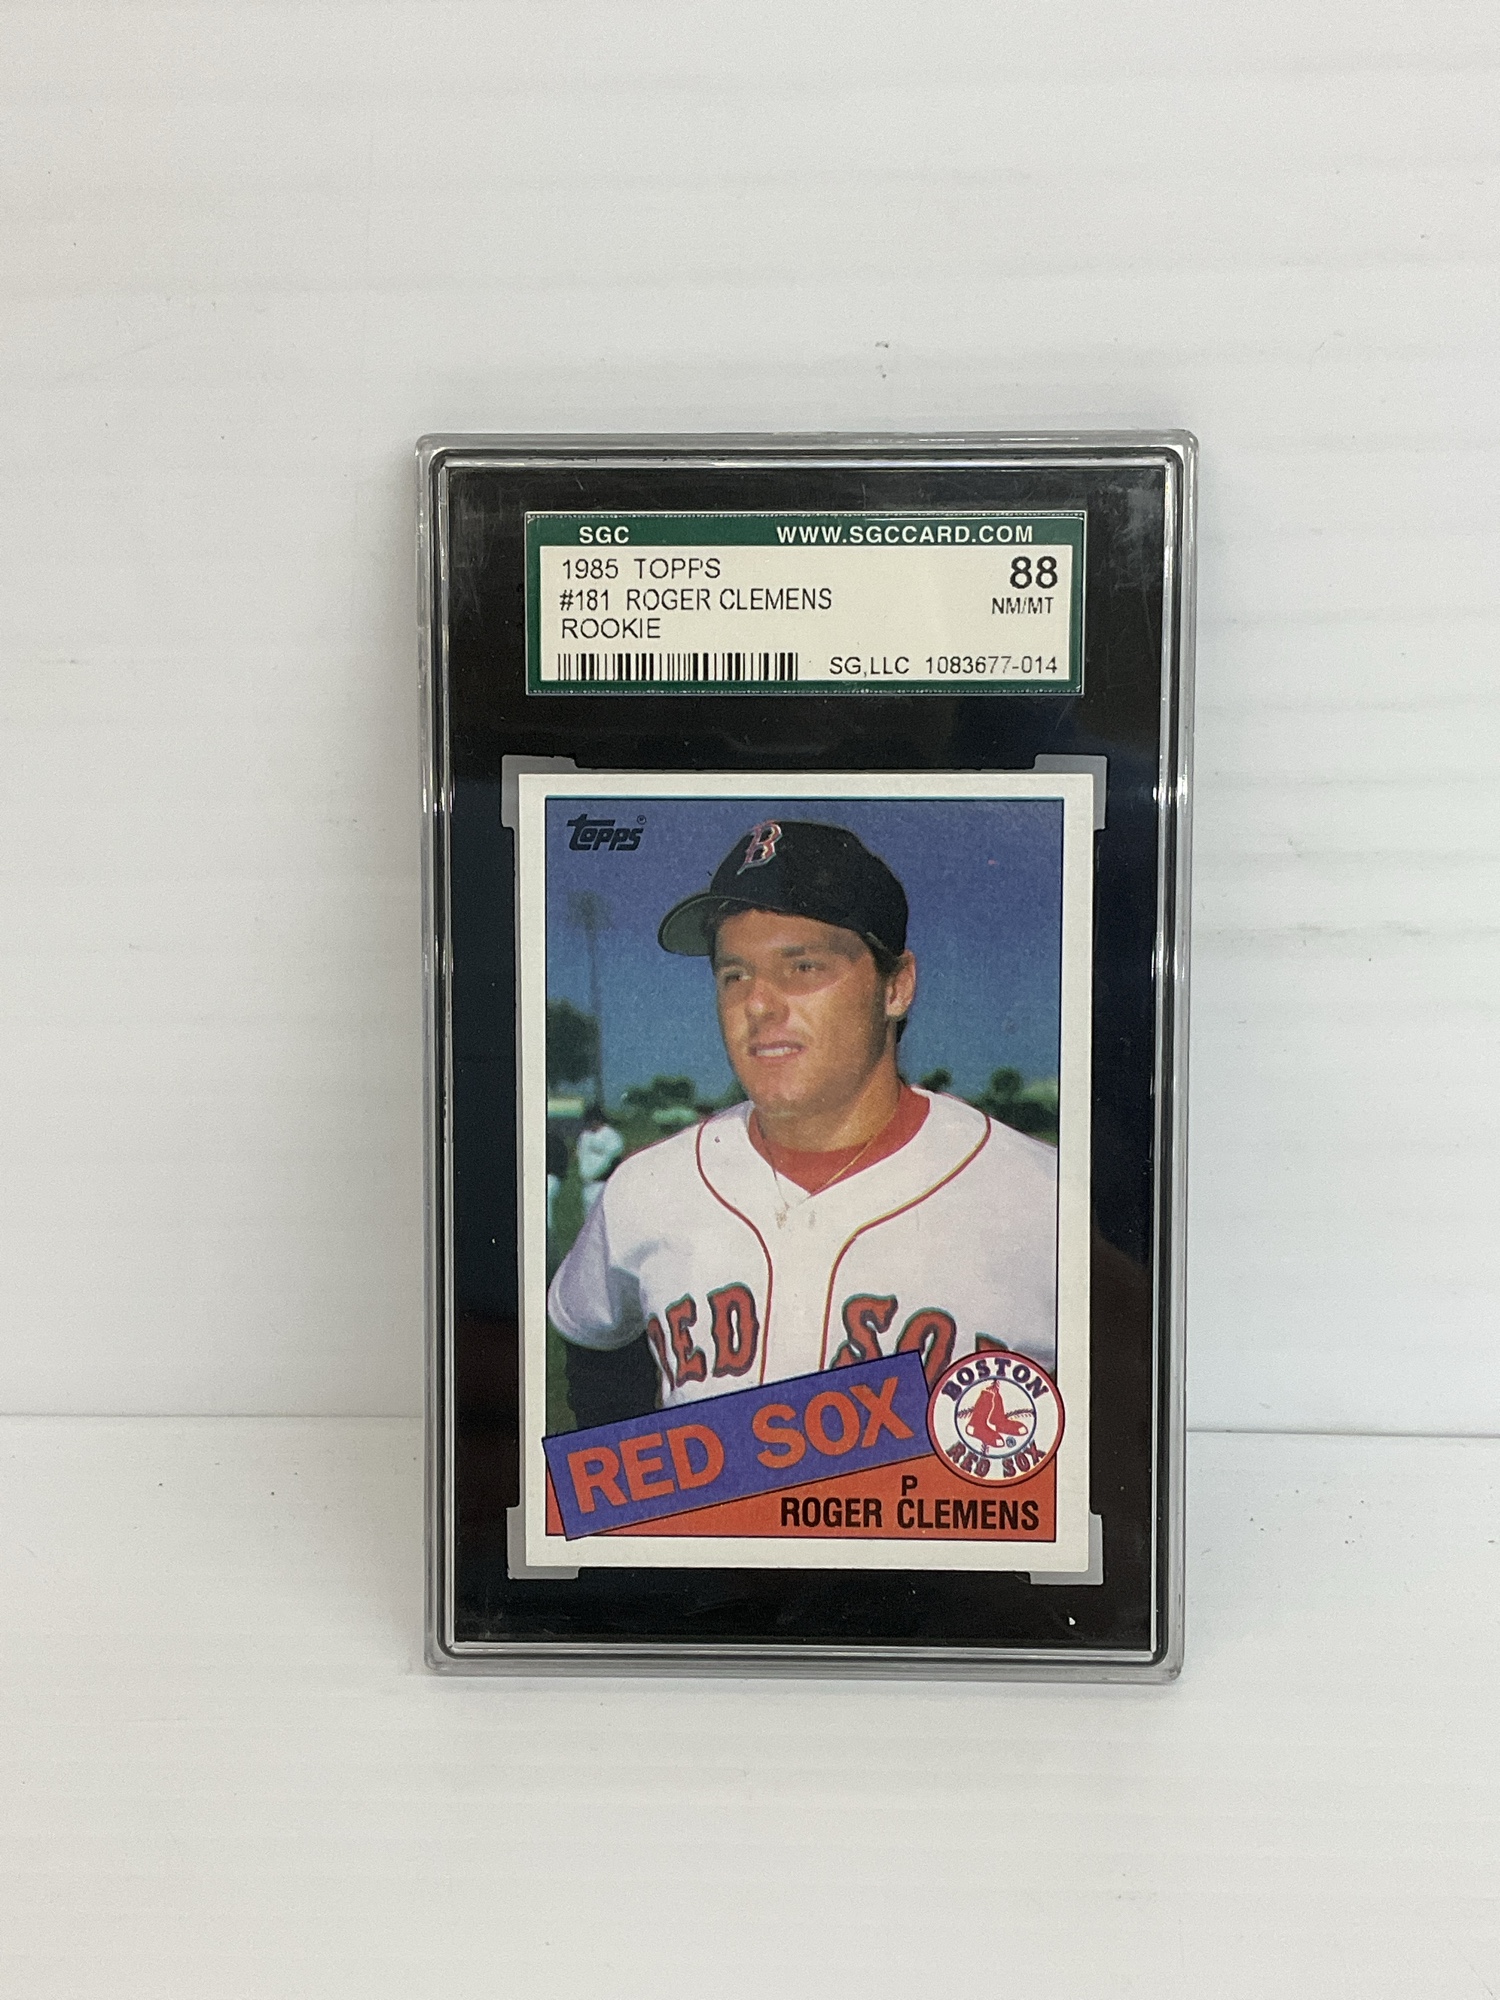 SGC WWW.SGCCARD.COM
1985 TOPPS 88
#181 ROGER CLEMENS NM/MT
ROOKIE
SG,LLC 1083677-014
Topps®
B
RED SO
RED SOX
BOSTON
RED SOX
P
ROGER CLEMENS